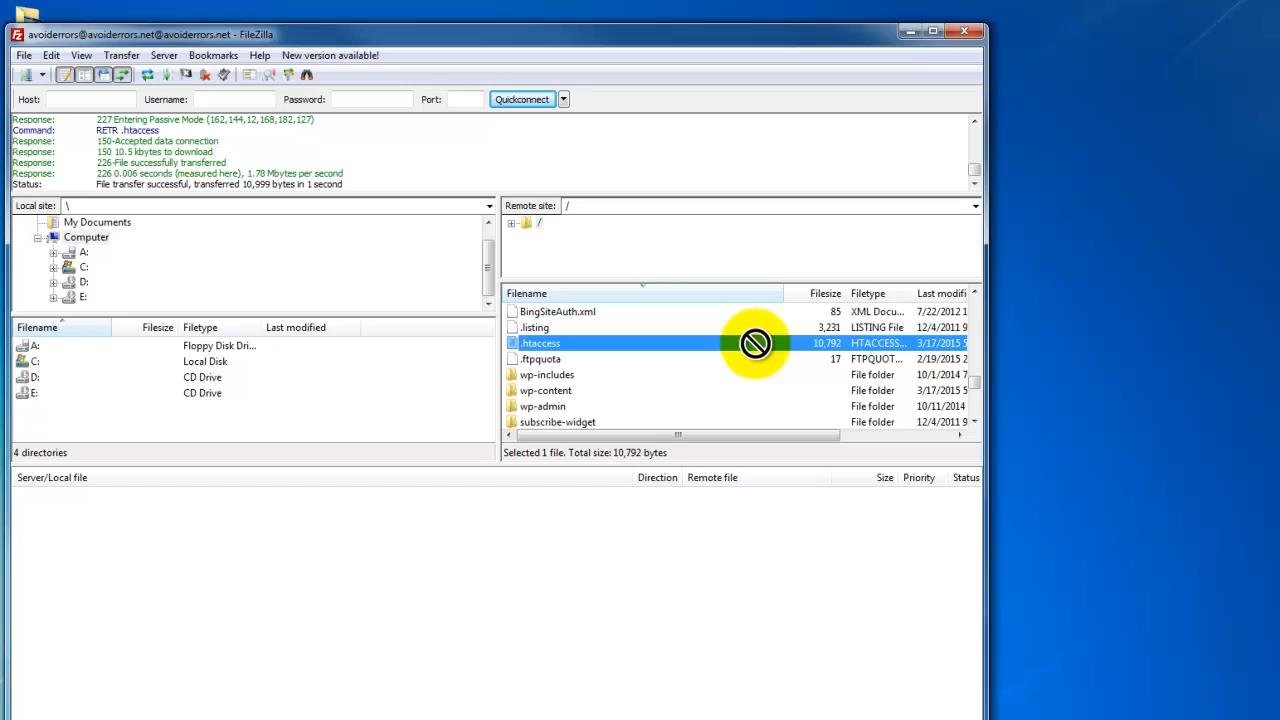 avoiderrors@avoiderrors.net@avoiderrors.net - FileZilla
File Edit View Transfer Server Bookmarks Help New version available!
Host: Username: Password: Port: Quickconnect
Response: 227 Entering Passive Mode (162,144,12,168,182,127)
Command: RETR .htaccess
Response: 150-Accepted data connection
Response: 150 10.5 kbytes to download
Response: 226-File successfully transferred
Response: 226 0.006 seconds (measured here), 1.78 Mbytes per second
Status: File transfer successful, transferred 10,999 bytes in 1 second
Local site: \
My Documents
Computer
A:
C:
D:
E:
Filename Filesize Filetype Last modified
A: Floppy Disk Dri...
C: Local Disk
D: CD Drive
E: CD Drive
4 directories
Remote site: /
/
Filename Filesize Filetype Last modifi
BingSiteAuth.xml 85 XML Docu... 7/22/2012
.listing 3,231 LISTING File 12/4/2011 9
.htaccess 10,792 HTACCESS... 3/17/2015 5
.ftpquota 17 FTPQUOT... 2/19/2015 2
wp-includes File folder 10/1/2014 7
wp-content File folder 3/17/2015 5
wp-admin File folder 10/11/2014
subscribe-widget File folder 12/4/2011 9
Selected 1 file. Total size: 10,792 bytes
Server/Local file Direction Remote file Size Priority Status